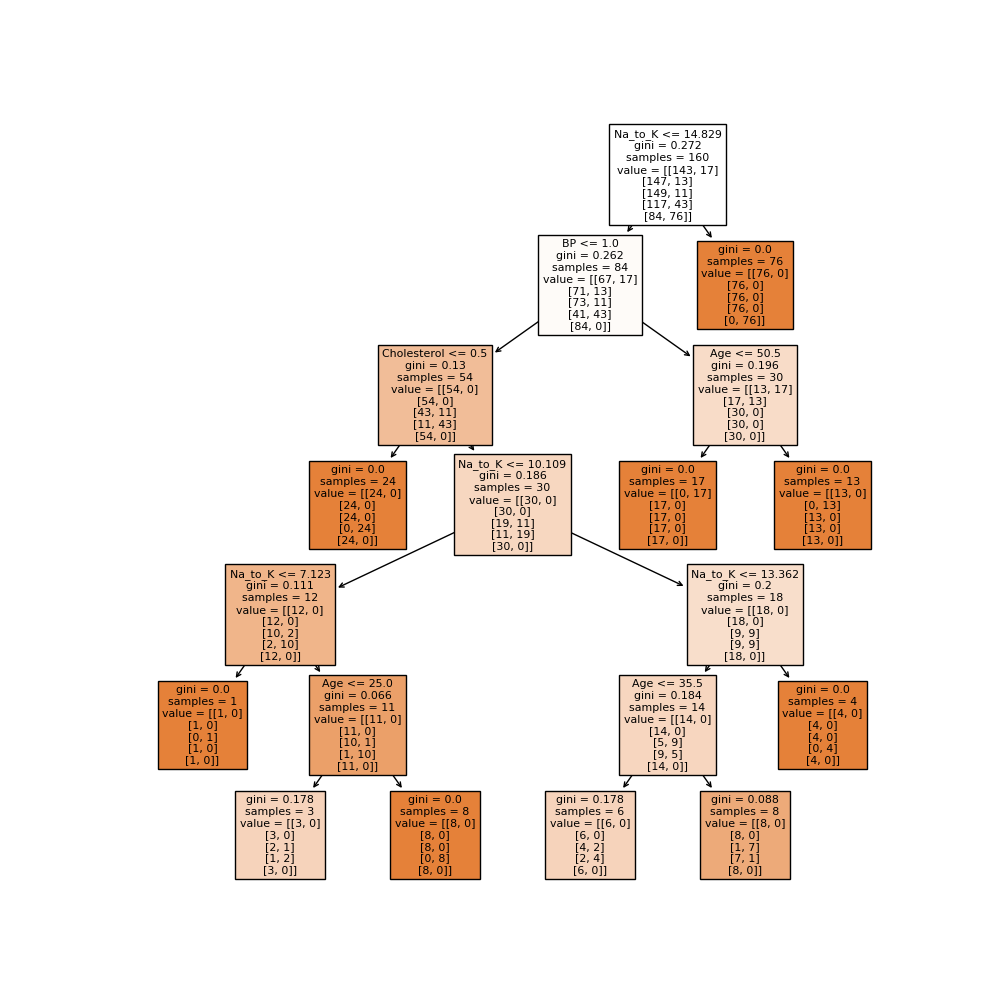 Na_to_K <= 14.829
gini = 0.272
samples = 160
value = [[143, 17]
[147, 13]
[149, 11]
[117, 43]
[84, 76]]
BP <= 1.0
gini = 0.262
samples = 84
value = [[67, 17]
[71, 13]
[73, 11]
[41, 43]
[84, 0]]
gini = 0.0
samples = 76
value = [[76, 0]
[76, 0]
[76, 0]
[76, 0]
[0, 76]]
Cholesterol <= 0.5
gini = 0.13
samples = 54
value = [[54, 0]
[54, 0]
[43, 11]
[11, 43]
[54, 0]]
Age <= 50.5
gini = 0.196
samples = 30
value = [[13, 17]
[17, 13]
[30, 0]
[30, 0]
[30, 0]]
gini = 0.0
samples = 24
value = [[24, 0]
[24, 0]
[24, 0]
[0, 24]
[24, 0]]
Na_to_K <= 10.109
gini = 0.186
samples = 30
value = [[30, 0]
[30, 0]
[19, 11]
[11, 19]
[30, 0]]
gini = 0.0
samples = 17
value = [[0, 17]
[17, 0]
[17, 0]
[17, 0]
[17, 0]]
gini = 0.0
samples = 13
value = [[13, 0]
[0, 13]
[13, 0]
[13, 0]
[13, 0]]
Na_to_K <= 7.123
gini = 0.111
samples = 12
value = [[12, 0]
[12, 0]
[10, 2]
[2, 10]
[12, 0]]
Na_to_K <= 13.362
gini = 0.2
samples = 18
value = [[18, 0]
[18, 0]
[9, 9]
[9, 9]
[18, 0]]
gini = 0.0
samples = 1
value = [[1, 0]
[1, 0]
[0, 1]
[1, 0]
[1, 0]]
Age <= 25.0
gini = 0.066
samples = 11
value = [[11, 0]
[11, 0]
[10, 1]
[1, 10]
[11, 0]]
Age <= 35.5
gini = 0.184
samples = 14
value = [[14, 0]
[14, 0]
[5, 9]
[9, 5]
[14, 0]]
gini = 0.0
samples = 4
value = [[4, 0]
[4, 0]
[4, 0]
[0, 4]
[4, 0]]
gini = 0.178
samples = 3
value = [[3, 0]
[3, 0]
[2, 1]
[1, 2]
[3, 0]]
gini = 0.0
samples = 8
value = [[8, 0]
[8, 0]
[8, 0]
[0, 8]
[8, 0]]
gini = 0.178
samples = 6
value = [[6, 0]
[6, 0]
[4, 2]
[2, 4]
[6, 0]]
gini = 0.088
samples = 8
value = [[8, 0]
[8, 0]
[1, 7]
[7, 1]
[8, 0]]